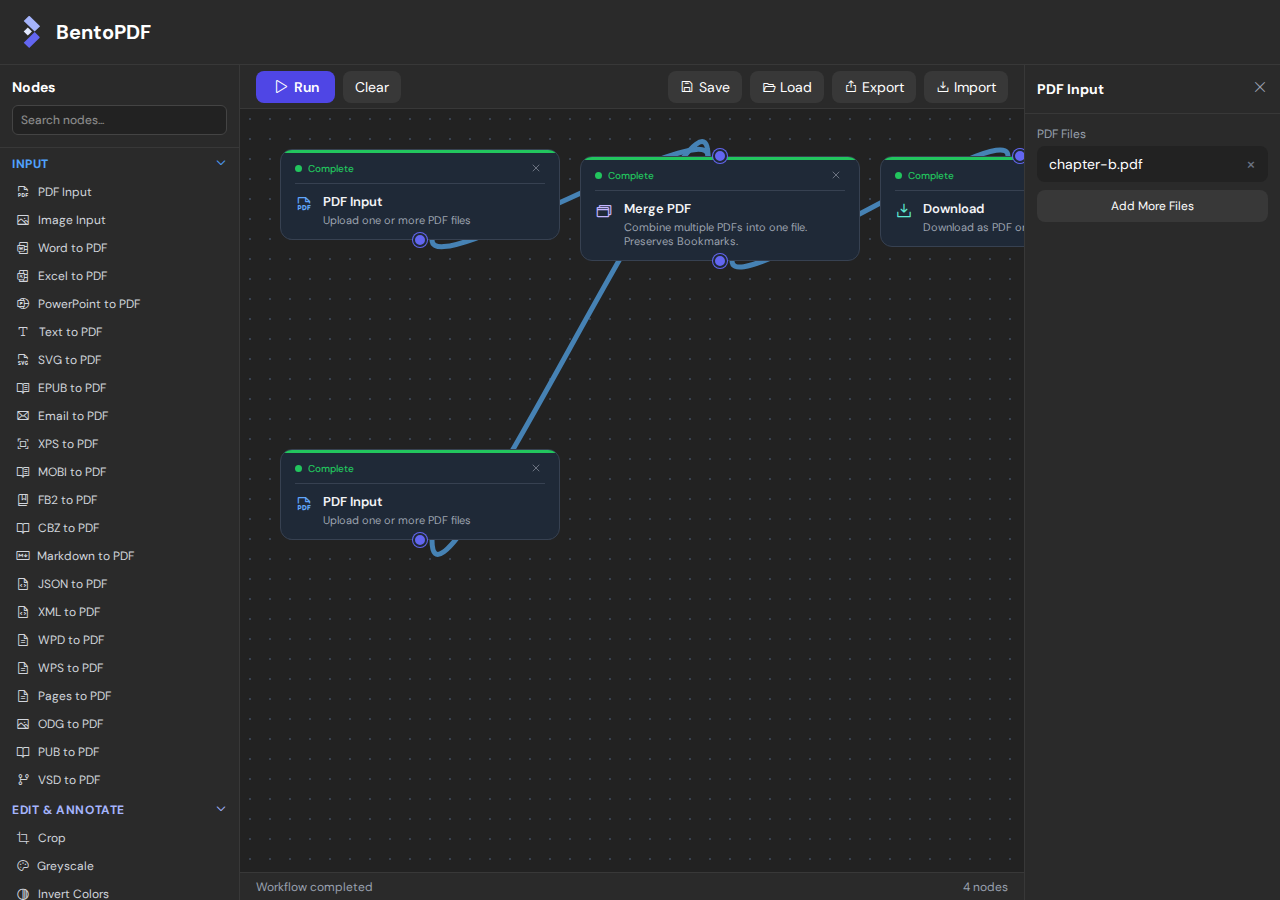 BentoPDF
Nodes
Search nodes...
INPUT
PDF Input
Image Input
Word to PDF
Excel to PDF
PowerPoint to PDF
Text to PDF
SVG to PDF
EPUB to PDF
Email to PDF
XPS to PDF
MOBI to PDF
FB2 to PDF
CBZ to PDF
Markdown to PDF
JSON to PDF
XML to PDF
WPD to PDF
WPS to PDF
Pages to PDF
ODG to PDF
PUB to PDF
VSD to PDF
EDIT & ANNOTATE
Crop
Greyscale
Invert Colors
Run
Clear
Save
Load
Export
Import
Complete
PDF Input
Upload one or more PDF files
Complete
Merge PDF
Combine multiple PDFs into one file.
Preserves Bookmarks.
Complete
Download
Download as PDF or
Complete
PDF Input
Upload one or more PDF files
Workflow completed
4 nodes
PDF Input
PDF Files
chapter-b.pdf
Add More Files